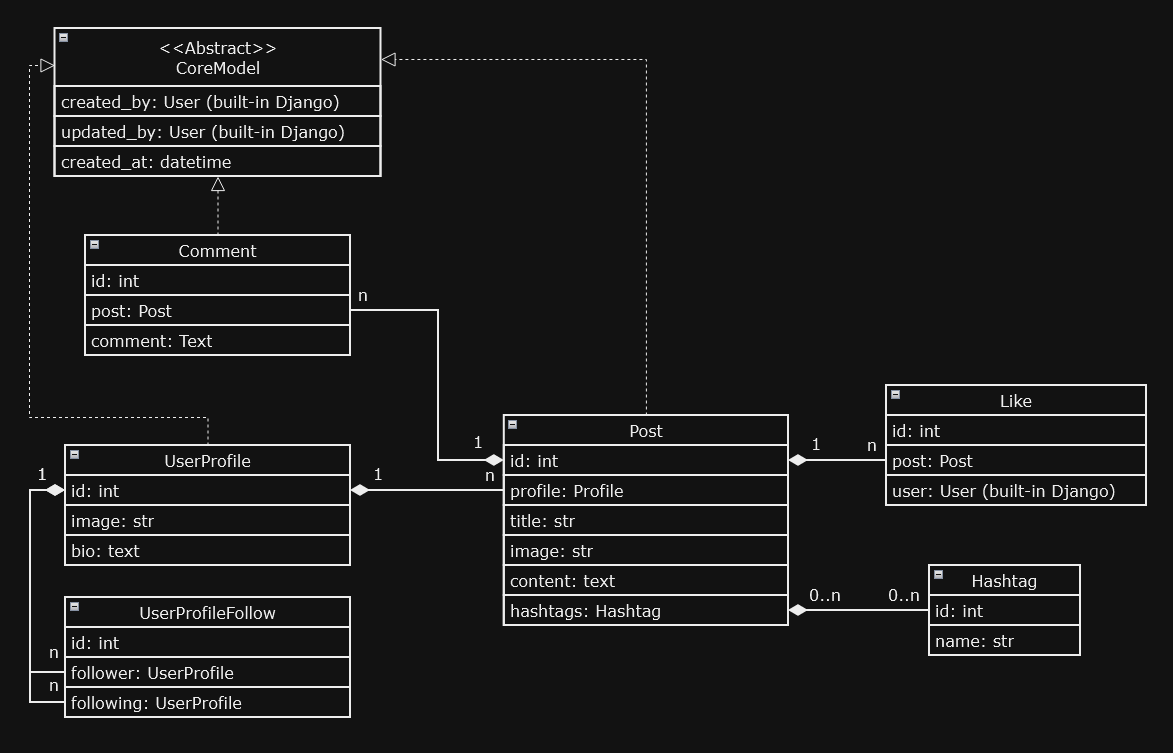 <<Abstract>>
CoreModel
created_by: User (built-in Django)
updated_by: User (built-in Django)
created_at: datetime
Comment
id: int
post: Post
comment: Text
n
1
UserProfile
id: int
image: str
bio: text
1
1
n
UserProfileFollow
id: int
follower: UserProfile
following: UserProfile
n
n
Post
id: int
profile: Profile
title: str
image: str
content: text
hashtags: Hashtag
1
n
Like
id: int
post: Post
user: User (built-in Django)
0..n
0..n
Hashtag
id: int
name: str